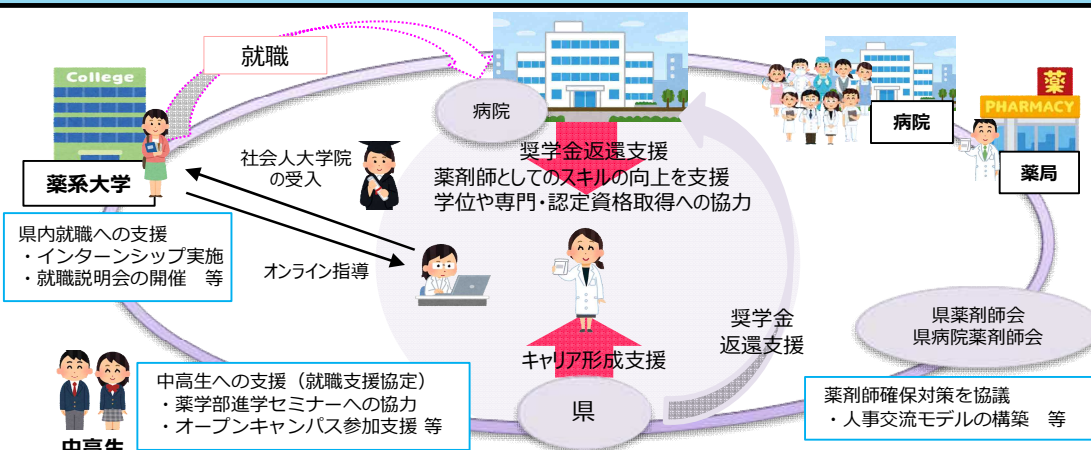 就職
College
薬系大学
県内就職への支援
・インターンシップ実施
・就職説明会の開催 等
社会人大学院
の受入
オンライン指導
病院
奨学金返還支援
薬剤師としてのスキルの向上を支援
学位や専門・認定資格取得への協力
病院
薬
PHARMACY
薬局
キャリア形成支援
県
奨学金
返還支援
県薬剤師会
県病院薬剤師会
薬剤師確保対策を協議
・人事交流モデルの構築 等
中高生への支援（就職支援協定）
・薬学部進学セミナーへの協力
・オープンキャンパス参加支援 等
中高生